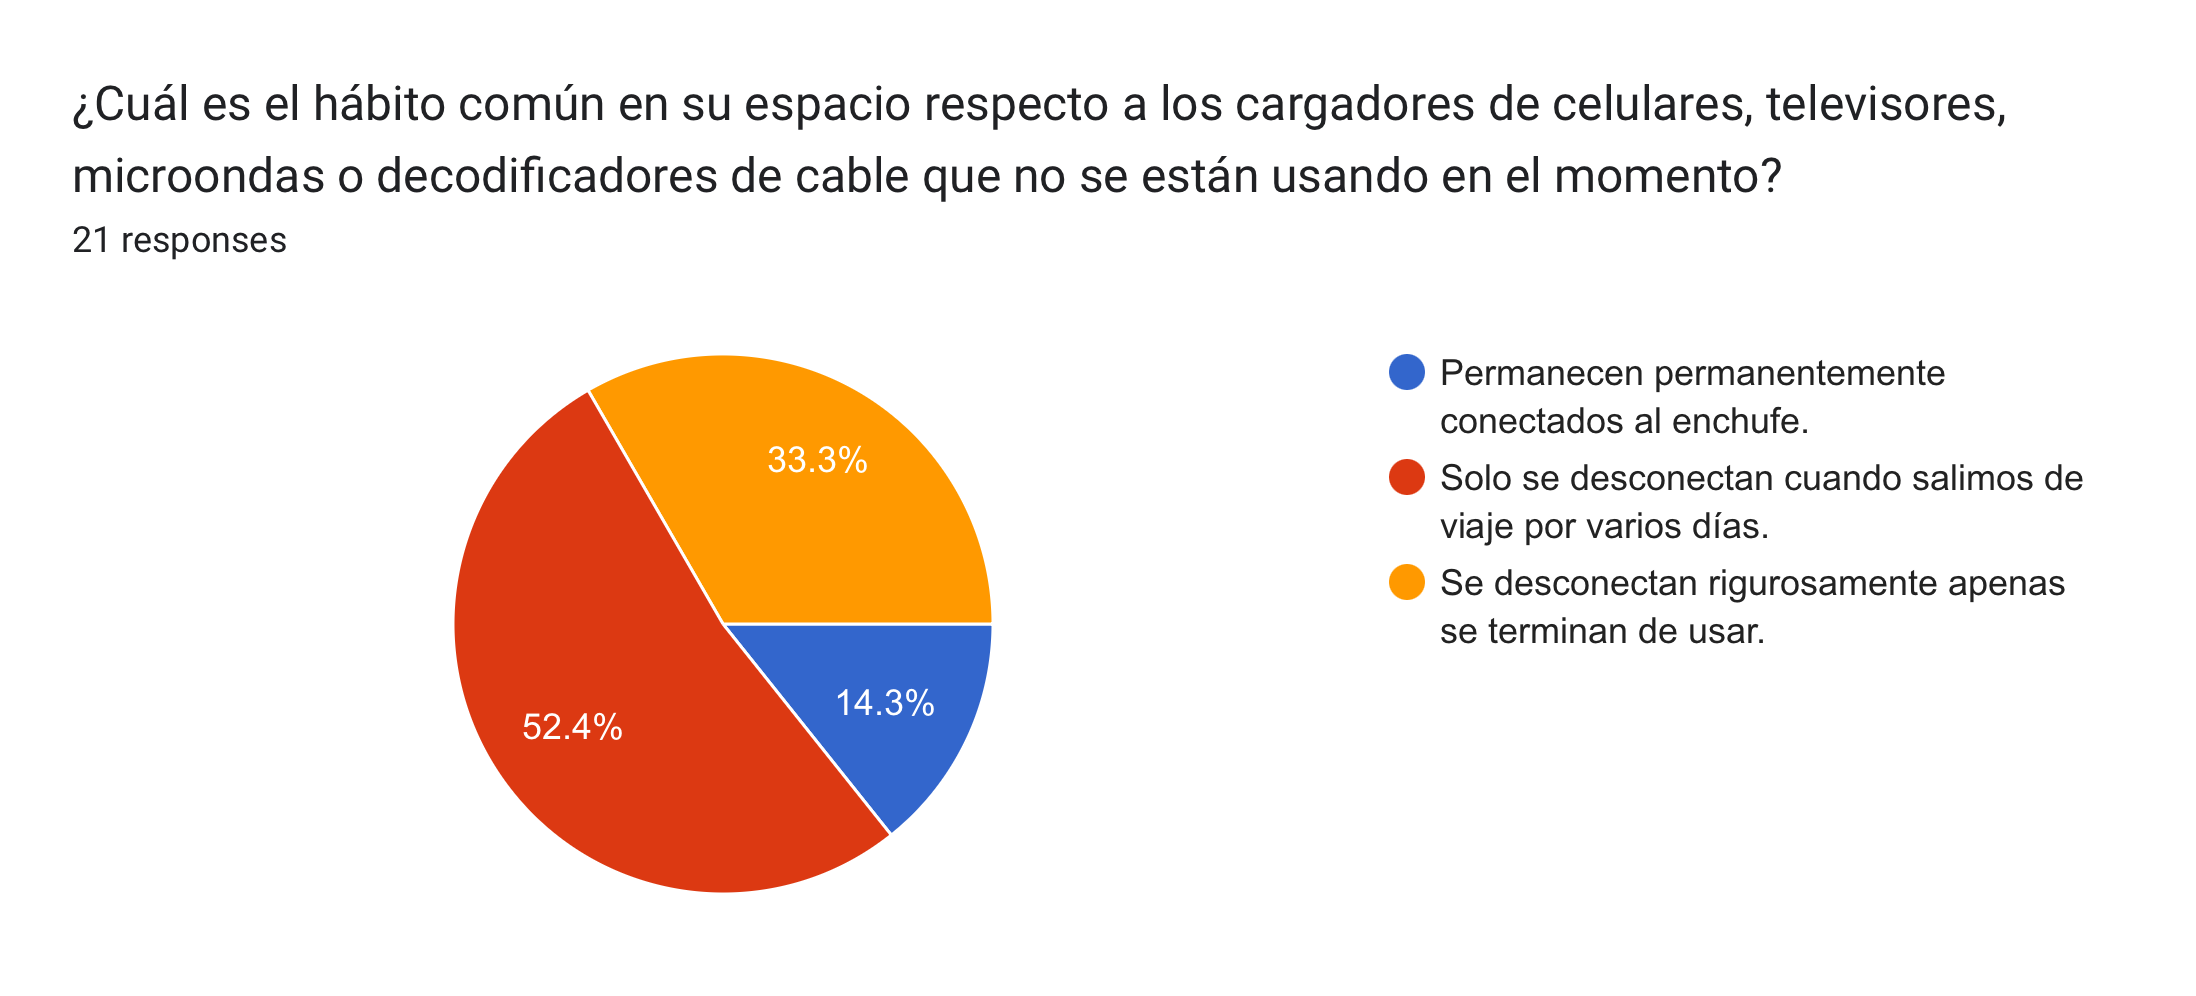 ¿Cuál es el hábito común en su espacio respecto a los cargadores de celulares, televisores,
microondas o decodificadores de cable que no se están usando en el momento?
21 responses
33.3%
14.3%
52.4%
Permanecen permanentemente
conectados al enchufe.
Solo se desconectan cuando salimos de
viaje por varios días.
Se desconectan rigurosamente apenas
se terminan de usar.